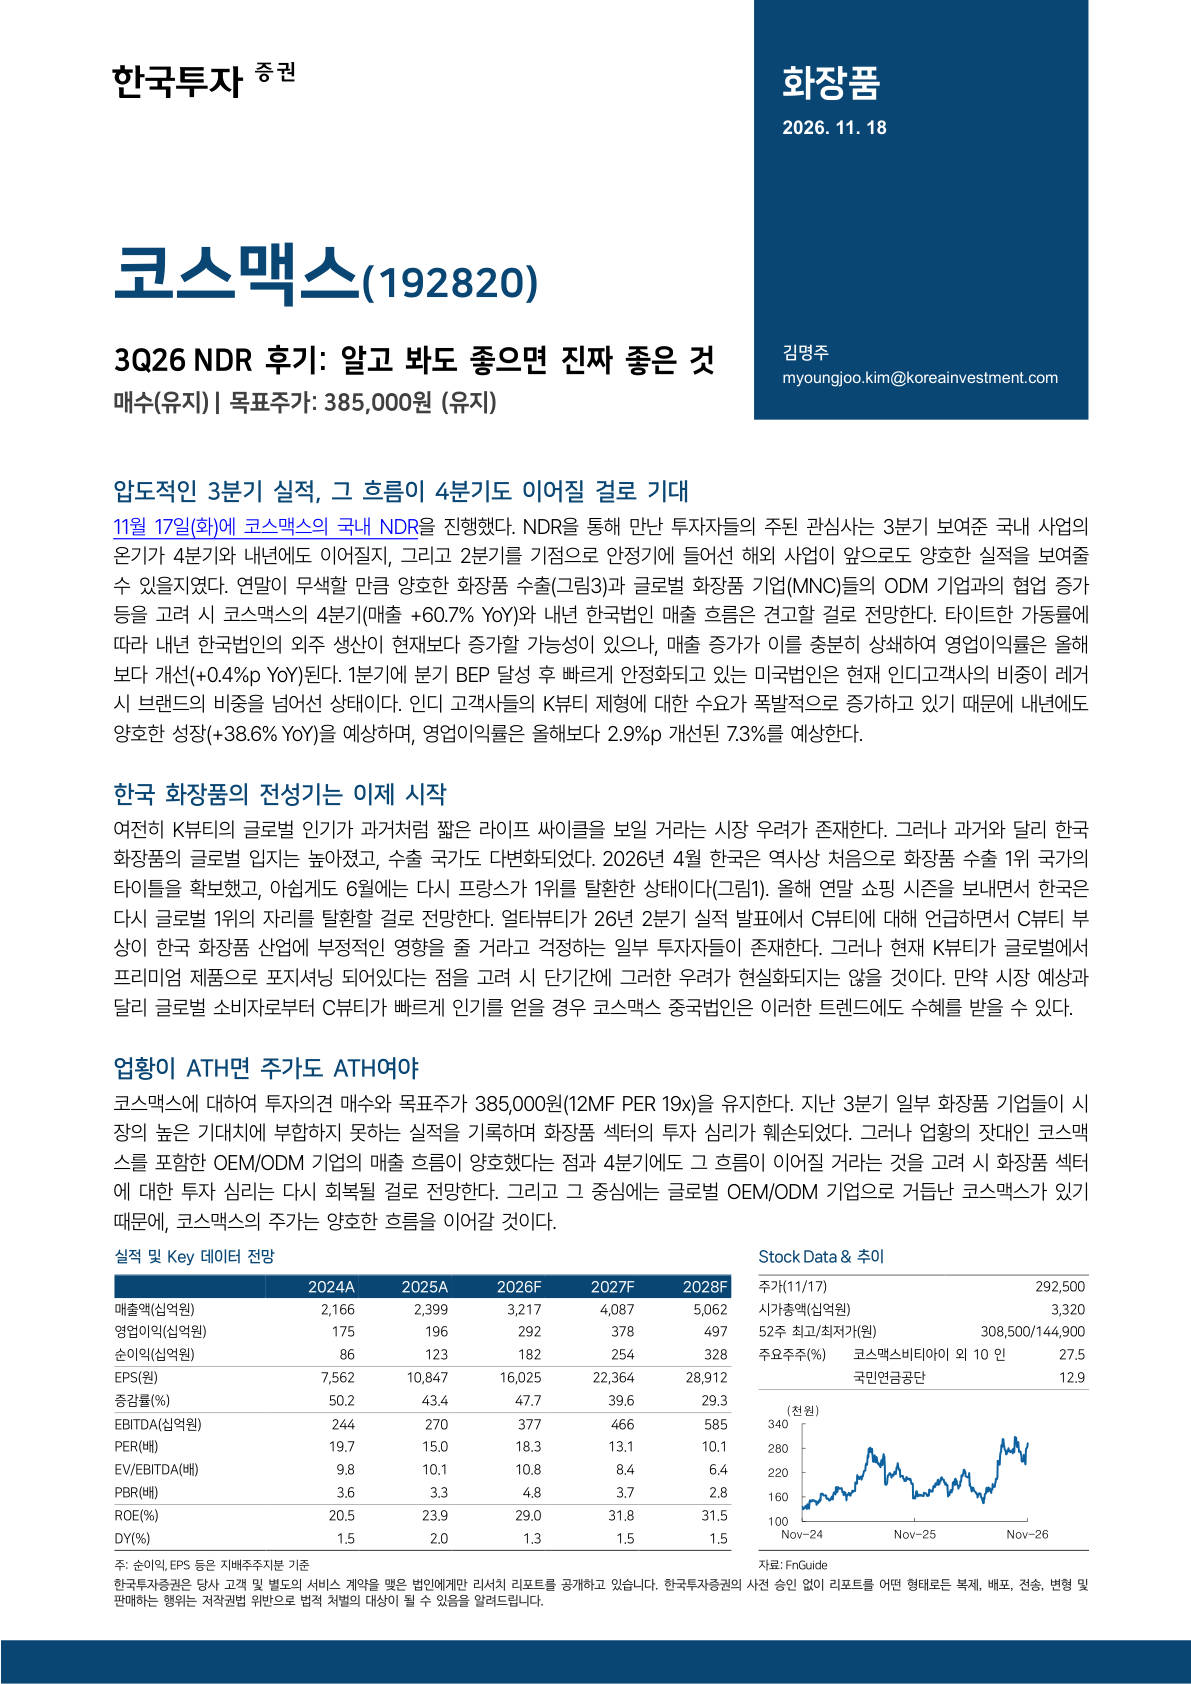 한국투자 증권
화장품
2026. 11. 18
코스맥스(192820)
3Q26 NDR 후기: 알고 봐도 좋으면 진짜 좋은 것
매수(유지) | 목표주가: 385,000원 (유지)
김명주
myoungjoo.kim@koreainvestment.com
압도적인 3분기 실적, 그 흐름이 4분기도 이어질 걸로 기대
11월 17일(화)에 코스맥스의 국내 NDR을 진행했다. NDR을 통해 만난 투자자들의 주된 관심사는 3분기 보여준 국내 사업의
온기가 4분기와 내년에도 이어질지, 그리고 2분기를 기점으로 안정기에 들어선 해외 사업이 앞으로도 양호한 실적을 보여줄
수 있을지였다. 연말이 무색할 만큼 양호한 화장품 수출(그림3)과 글로벌 화장품 기업(MNC)들의 ODM 기업과의 협업 증가
등을 고려 시 코스맥스의 4분기(매출 +60.7% YoY)와 내년 한국법인 매출 흐름은 견고할 걸로 전망한다. 타이트한 가동률에
따라 내년 한국법인의 외주 생산이 현재보다 증가할 가능성이 있으나, 매출 증가가 이를 충분히 상쇄하여 영업이익률은 올해
보다 개선(+0.4%p YoY)된다. 1분기에 분기 BEP 달성 후 빠르게 안정화되고 있는 미국법인은 현재 인디고객사의 비중이 레거
시 브랜드의 비중을 넘어선 상태이다. 인디 고객사들의 K뷰티 제형에 대한 수요가 폭발적으로 증가하고 있기 때문에 내년에도
양호한 성장(+38.6% YoY)을 예상하며, 영업이익률은 올해보다 2.9%p 개선된 7.3%를 예상한다.
한국 화장품의 전성기는 이제 시작
여전히 K뷰티의 글로벌 인기가 과거처럼 짧은 라이프 싸이클을 보일 거라는 시장 우려가 존재한다. 그러나 과거와 달리 한국
화장품의 글로벌 입지는 높아졌고, 수출 국가도 다변화되었다. 2026년 4월 한국은 역사상 처음으로 화장품 수출 1위 국가의
타이틀을 확보했고, 아쉽게도 6월에는 다시 프랑스가 1위를 탈환한 상태이다(그림1). 올해 연말 쇼핑 시즌을 보내면서 한국은
다시 글로벌 1위의 자리를 탈환할 걸로 전망한다. 얼타뷰티가 26년 2분기 실적 발표에서 C뷰티에 대해 언급하면서 C뷰티 부
상이 한국 화장품 산업에 부정적인 영향을 줄 거라고 걱정하는 일부 투자자들이 존재한다. 그러나 현재 K뷰티가 글로벌에서
프리미엄 제품으로 포지셔닝 되어있다는 점을 고려 시 단기간에 그러한 우려가 현실화되지는 않을 것이다. 만약 시장 예상과
달리 글로벌 소비자로부터 C뷰티가 빠르게 인기를 얻을 경우 코스맥스 중국법인은 이러한 트렌드에도 수혜를 받을 수 있다.
업황이 ATH면 주가도 ATH여야
코스맥스에 대하여 투자의견 매수와 목표주가 385,000원(12MF PER 19x)을 유지한다. 지난 3분기 일부 화장품 기업들이 시
장의 높은 기대치에 부합하지 못하는 실적을 기록하며 화장품 섹터의 투자 심리가 훼손되었다. 그러나 업황의 잣대인 코스맥
스를 포함한 OEM/ODM 기업의 매출 흐름이 양호했다는 점과 4분기에도 그 흐름이 이어질 거라는 것을 고려 시 화장품 섹터
에 대한 투자 심리는 다시 회복될 걸로 전망한다. 그리고 그 중심에는 글로벌 OEM/ODM 기업으로 거듭난 코스맥스가 있기
때문에, 코스맥스의 주가는 양호한 흐름을 이어갈 것이다.
실적 및 Key 데이터 전망
2024A 2025A 2026F 2027F 2028F
매출액(십억원) 2,166 2,399 3,217 4,087 5,062
영업이익(십억원) 175 196 292 378 497
순이익(십억원) 86 123 182 254 328
EPS(원) 7,562 10,847 16,025 22,364 28,912
증감률(%) 50.2 43.4 47.7 39.6 29.3
EBITDA(십억원) 244 270 377 466 585
PER(배) 19.7 15.0 18.3 13.1 10.1
EV/EBITDA(배) 9.8 10.1 10.8 8.4 6.4
PBR(배) 3.6 3.3 4.8 3.7 2.8
ROE(%) 20.5 23.9 29.0 31.8 31.5
DY(%) 1.5 2.0 1.3 1.5 1.5
주: 순이익, EPS 등은 지배주주지분 기준
Stock Data & 추이
주가(11/17) 292,500
시가총액(십억원) 3,320
52주 최고/최저가(원) 308,500/144,900
주요주주(%) 코스맥스비티아이 외 10 인 27.5
국민연금공단 12.9
(천원)
340
280
220
160
100
Nov-24 Nov-25 Nov-26
자료: FnGuide
한국투자증권은 당사 고객 및 별도의 서비스 계약을 맺은 법인에게만 리서치 리포트를 공개하고 있습니다. 한국투자증권의 사전 승인 없이 리포트를 어떤 형태로든 복제, 배포, 전송, 변형 및
판매하는 행위는 저작권법 위반으로 법적 처벌의 대상이 될 수 있음을 알려드립니다.